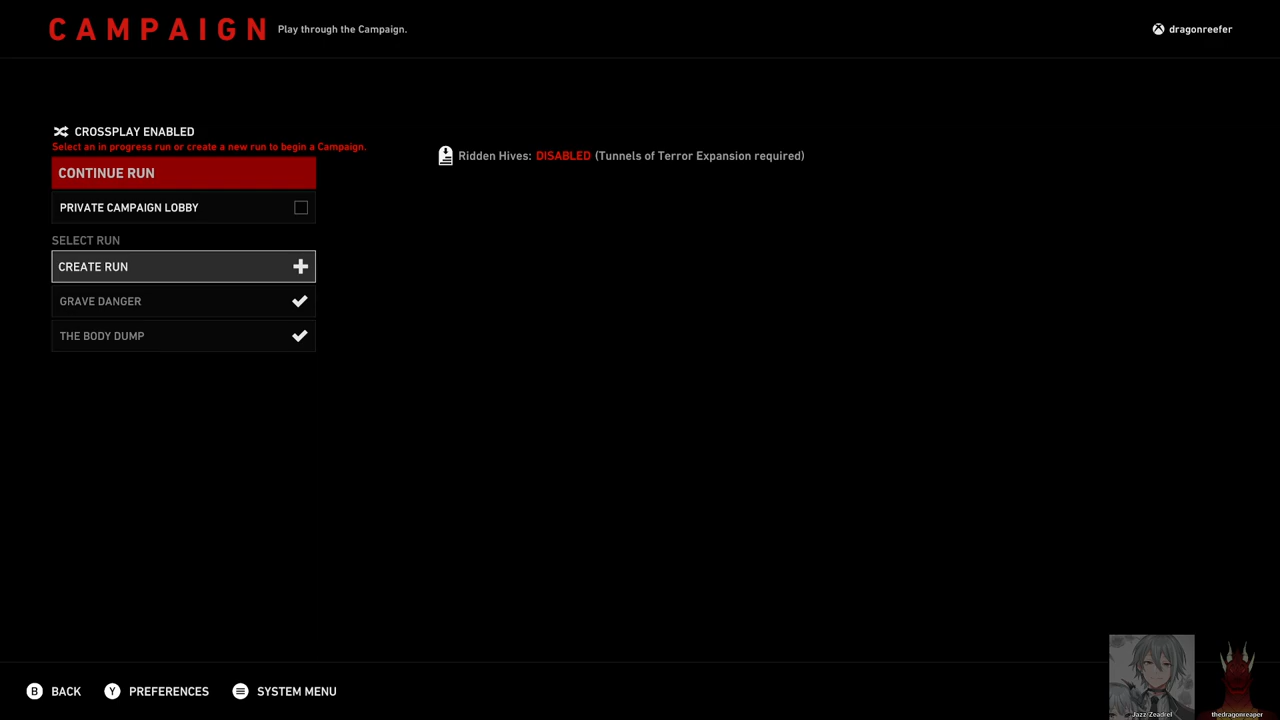 CAMPAIGN Play through the Campaign.
dragonreefer
CROSSPLAY ENABLED
Select an in progress run or create a new run to begin a Campaign.
CONTINUE RUN
PRIVATE CAMPAIGN LOBBY
SELECT RUN
CREATE RUN
GRAVE DANGER
THE BODY DUMP
Ridden Hives: DISABLED (Tunnels of Terror Expansion required)
B BACK Y PREFERENCES SYSTEM MENU
Jazz Zeadrel
thedragonreaper